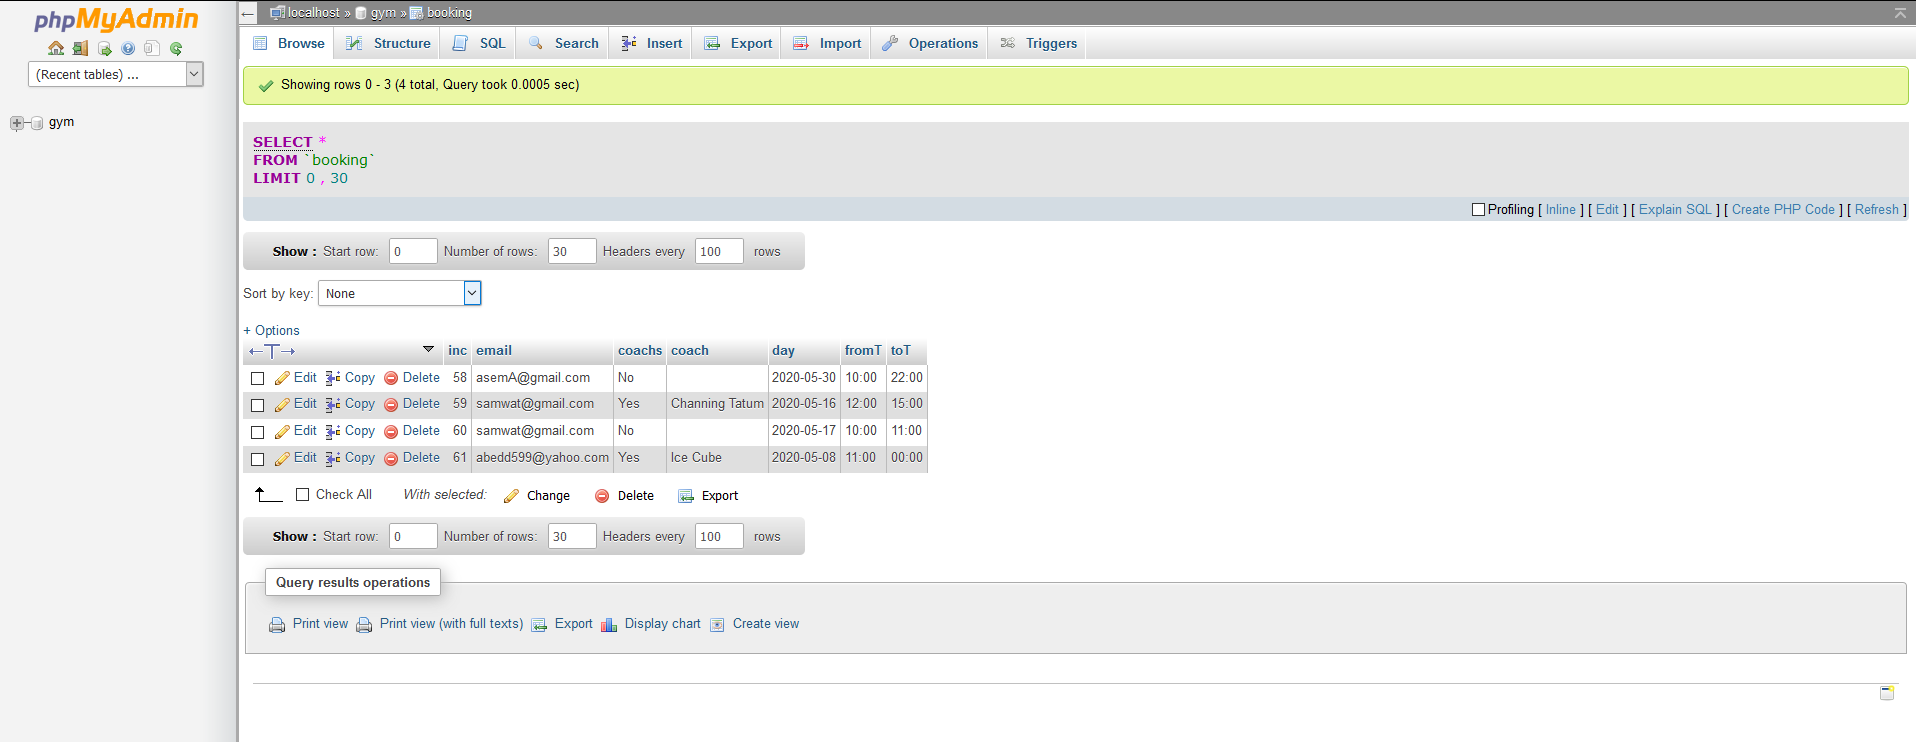 phpMyAdmin
(Recent tables) ...
gym
localhost » gym » booking
Browse Structure SQL Search Insert Export Import Operations Triggers
Showing rows 0 - 3 (4 total, Query took 0.0005 sec)
SELECT *
FROM `booking`
LIMIT 0 , 30
Profiling [ Inline ] [ Edit ] [ Explain SQL ] [ Create PHP Code ] [ Refresh ]
Show : Start row: 0 Number of rows: 30 Headers every 100 rows
Sort by key: None
+ Options
←T→ inc email coachs coach day fromT toT
Edit Copy Delete 58 asemA@gmail.com No 2020-05-30 10:00 22:00
Edit Copy Delete 59 samwat@gmail.com Yes Channing Tatum 2020-05-16 12:00 15:00
Edit Copy Delete 60 samwat@gmail.com No 2020-05-17 10:00 11:00
Edit Copy Delete 61 abedd599@yahoo.com Yes Ice Cube 2020-05-08 11:00 00:00
Check All With selected: Change Delete Export
Show : Start row: 0 Number of rows: 30 Headers every 100 rows
Query results operations
Print view Print view (with full texts) Export Display chart Create view